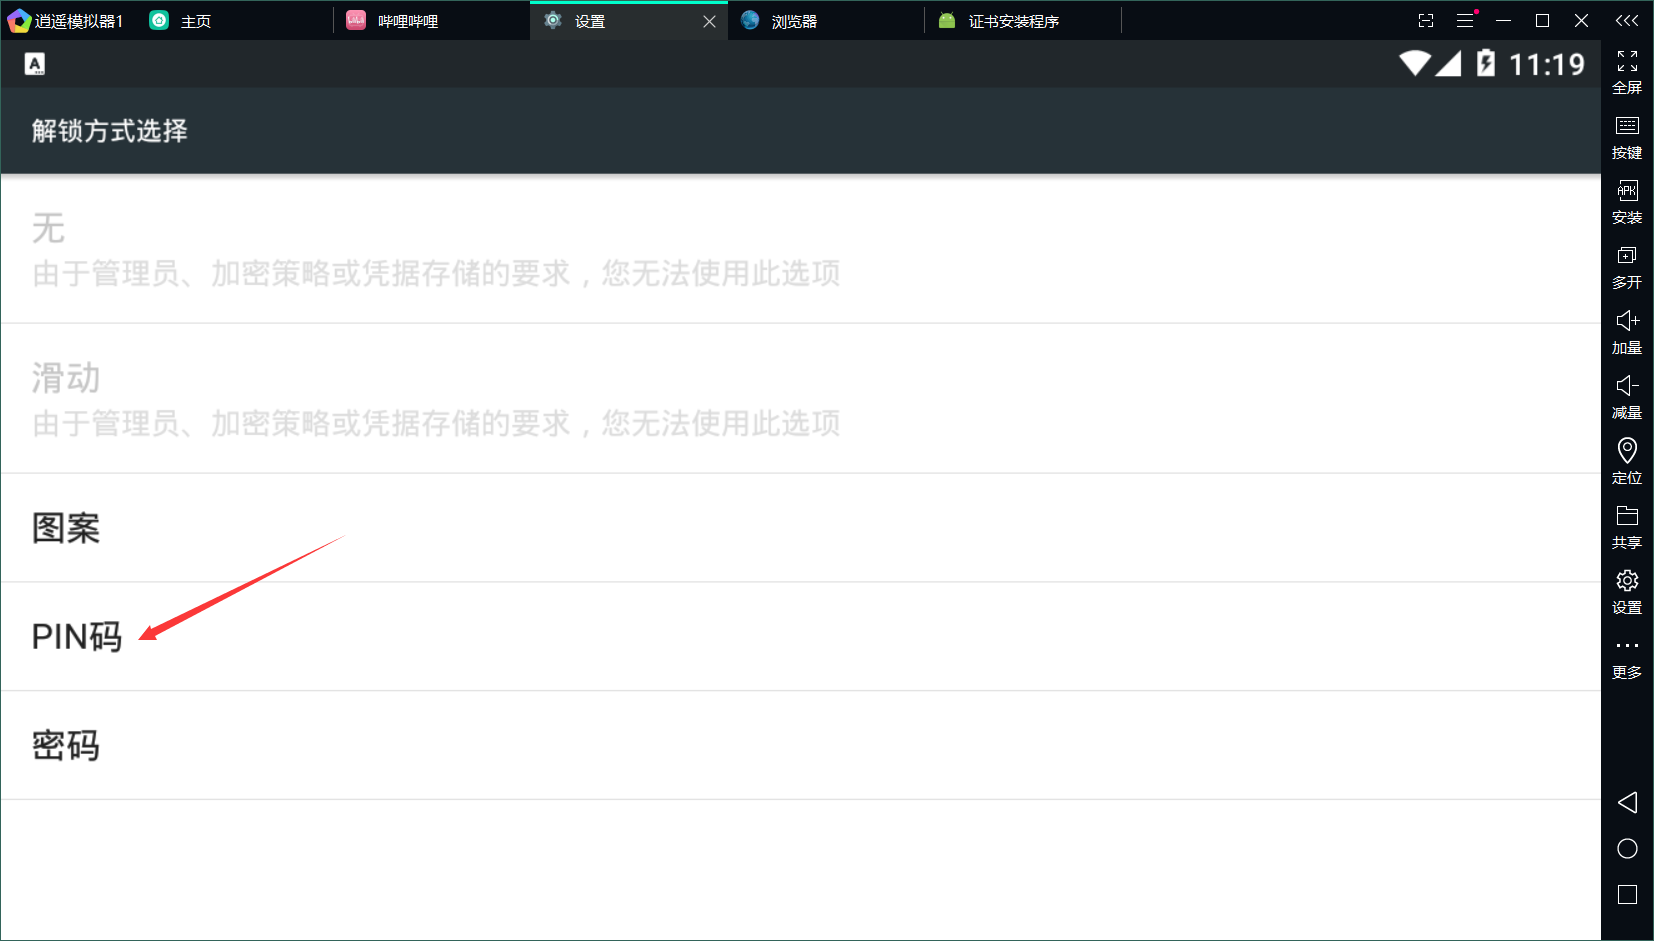 逍遥模拟器1
主页
哔哩哔哩
设置
浏览器
证书安装程序
A
11:19
解锁方式选择
无
由于管理员、加密策略或凭据存储的要求，您无法使用此选项
滑动
由于管理员、加密策略或凭据存储的要求，您无法使用此选项
图案
PIN码
密码
全屏
按键
APK
安装
多开
加量
减量
定位
共享
设置
更多